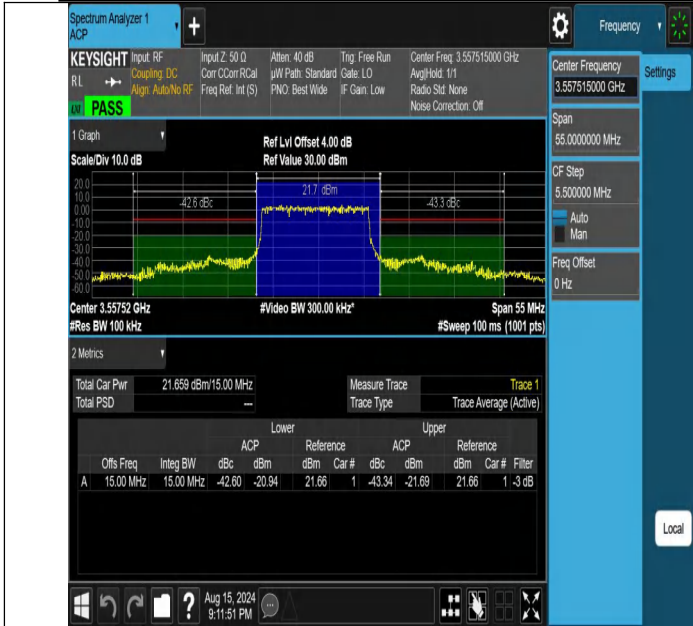 Spectrum Analyzer 1
ACP
Frequency
KEYSIGHT
RL
LXI
PASS
Input: RF
Coupling: DC
Align: Auto/No RF
Input Z: 50 Ω
Corr CCorr RCal
Freq Ref: Int (S)
Atten: 40 dB
µW Path: Standard
PNO: Best Wide
Trig: Free Run
Gate: LO
IF Gain: Low
Center Freq: 3.557515000 GHz
Avg|Hold: 1/1
Radio Std: None
Noise Correction: Off
Center Frequency
3.557515000 GHz
Settings
Span
55.0000000 MHz
CF Step
5.500000 MHz
Auto
Man
Freq Offset
0 Hz
1 Graph
Scale/Div 10.0 dB
Ref Lvl Offset 4.00 dB
Ref Value 30.00 dBm
20.0
10.0
0.00
-10.0
-20.0
-30.0
-40.0
-50.0
-60.0
-42.6 dBc
21.7 dBm
-43.3 dBc
Center 3.55752 GHz
#Video BW 300.00 kHz*
Span 55 MHz
#Res BW 100 kHz
#Sweep 100 ms (1001 pts)
2 Metrics
Total Car Pwr 21.659 dBm/15.00 MHz
Total PSD ---
Measure Trace Trace 1
Trace Type Trace Average (Active)
Lower Upper
ACP Reference ACP Reference
Offs Freq Integ BW dBc dBm dBm Car # dBc dBm dBm Car # Filter
A 15.00 MHz 15.00 MHz -42.60 -20.94 21.66 1 -43.34 -21.69 21.66 1 -3 dB
Local
?
Aug 15, 2024
9:11:51 PM